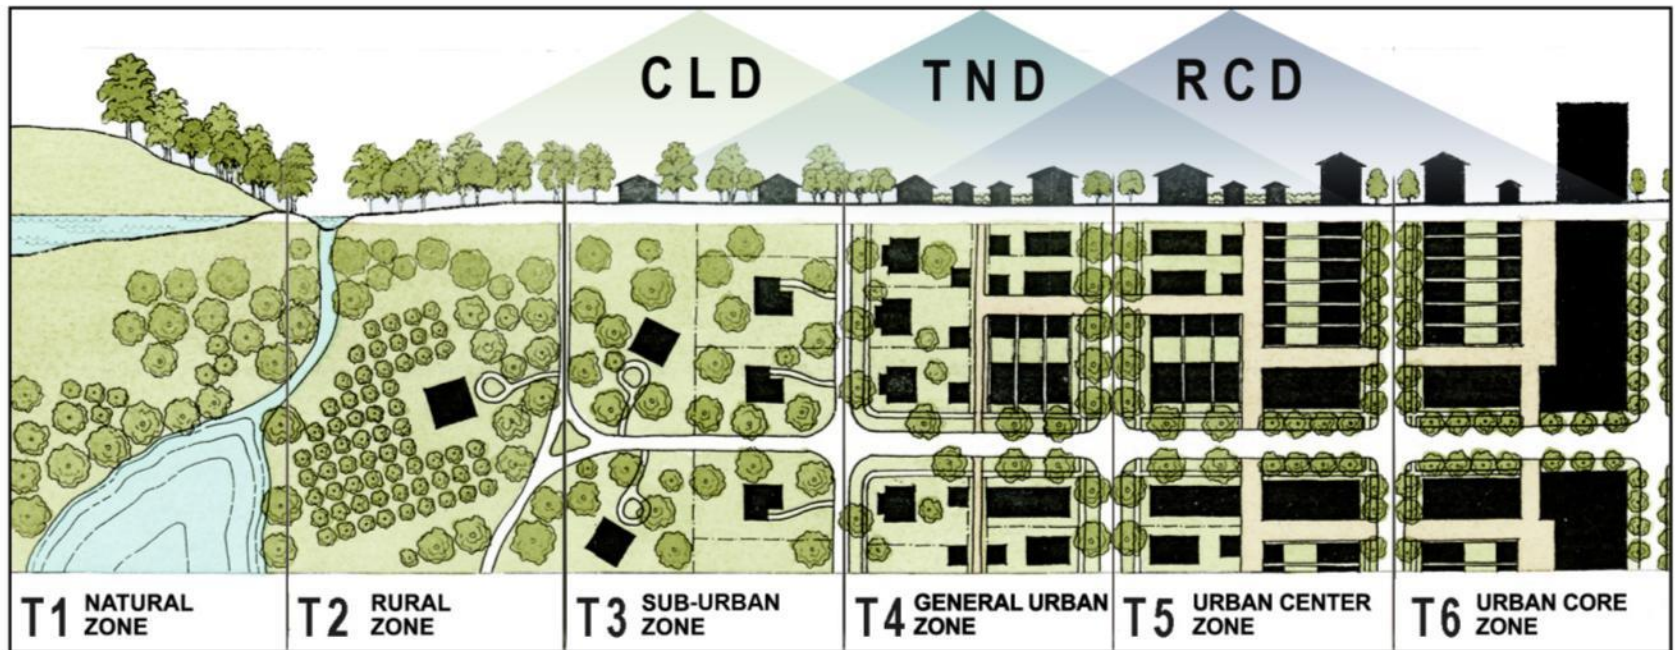 CLD
TND
RCD
T1 NATURAL
ZONE
T2 RURAL
ZONE
T3 SUB-URBAN
ZONE
T4 GENERAL URBAN
ZONE
T5 URBAN CENTER
ZONE
T6 URBAN CORE
ZONE